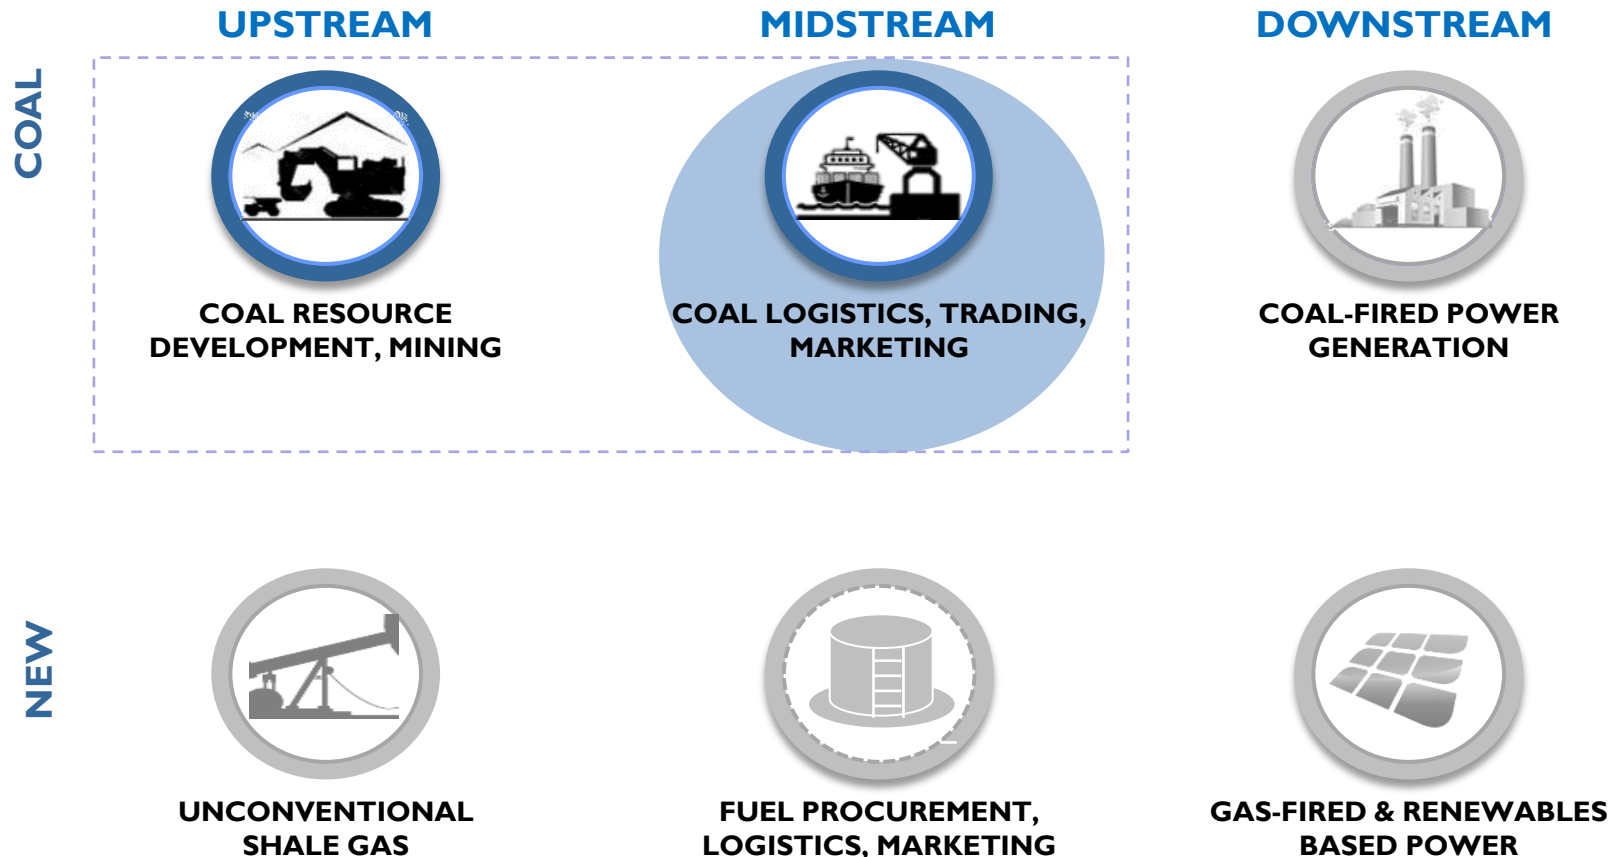 UPSTREAM
MIDSTREAM
DOWNSTREAM
COAL
COAL RESOURCE
DEVELOPMENT, MINING
COAL LOGISTICS, TRADING,
MARKETING
COAL-FIRED POWER
GENERATION
NEW
UNCONVENTIONAL
SHALE GAS
FUEL PROCUREMENT,
LOGISTICS, MARKETING
GAS-FIRED & RENEWABLES
BASED POWER